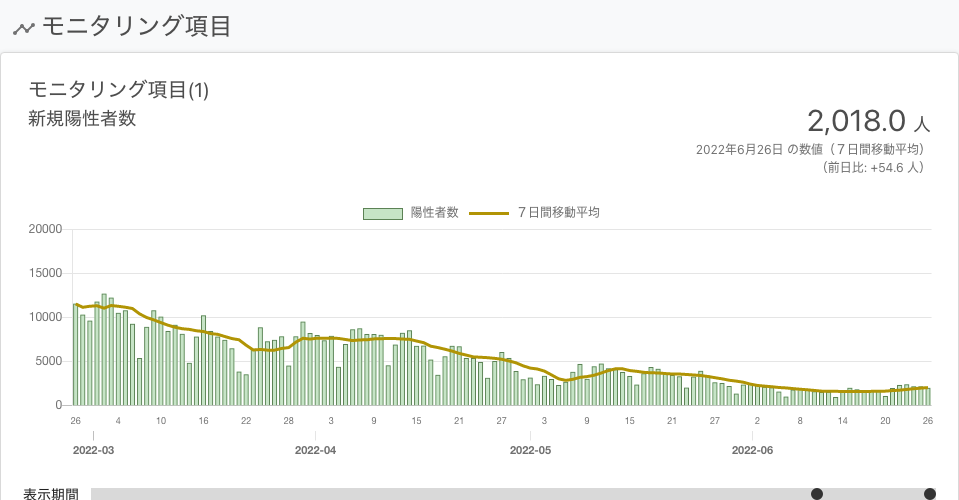 モニタリング項目
モニタリング項目(1)
新規陽性者数
2,018.0 人
2022年6月26日 の数値（７日間移動平均）
（前日比: +54.6 人）
陽性者数 ７日間移動平均
20000
15000
10000
5000
0
26 4 10 16 22 28 3 9 15 21 27 3 9 15 21 27 2 8 14 20 26
2022-03 2022-04 2022-05 2022-06
表示期間